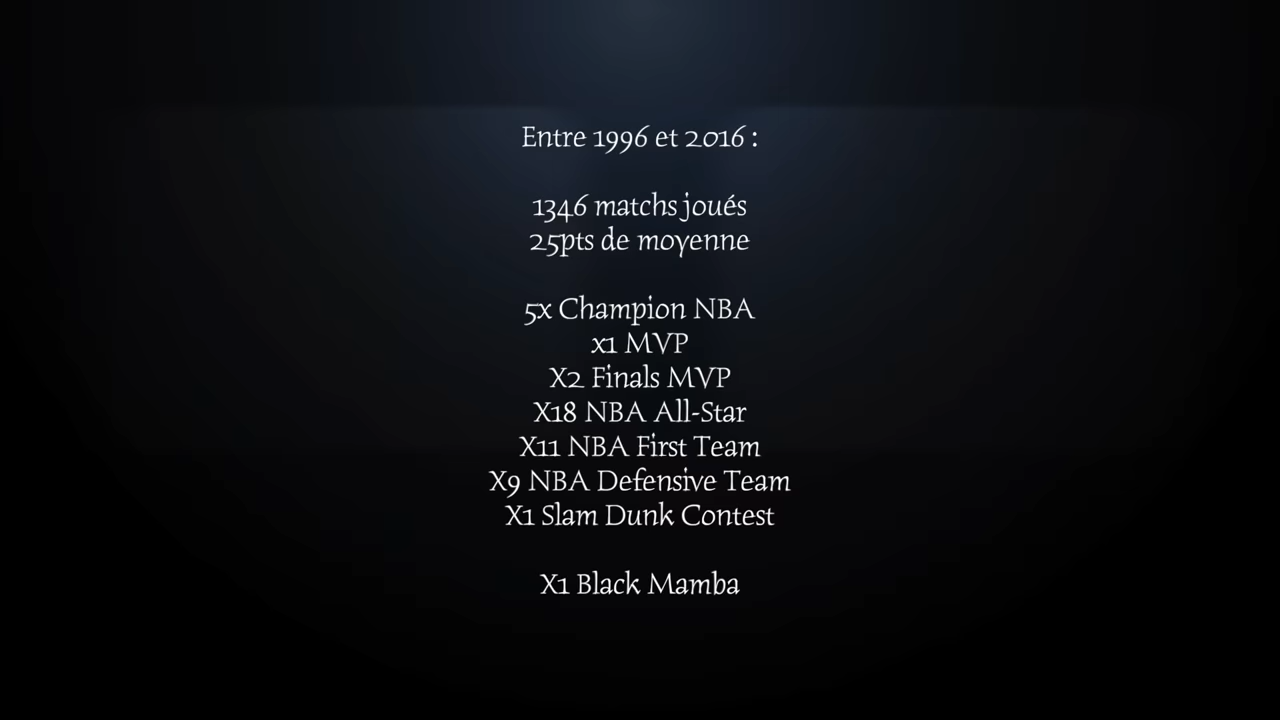 Entre 1996 et 2016 :
1346 matchs joués
25pts de moyenne
5x Champion NBA
x1 MVP
X2 Finals MVP
X18 NBA All-Star
X11 NBA First Team
X9 NBA Defensive Team
X1 Slam Dunk Contest
X1 Black Mamba